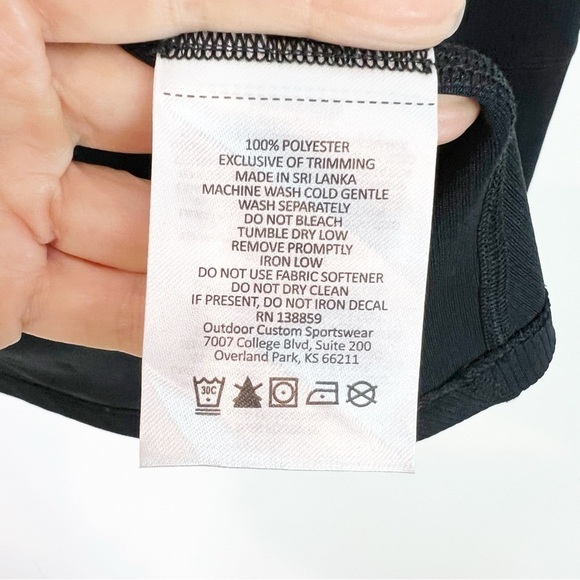 100% POLYESTER
EXCLUSIVE OF TRIMMING
MADE IN SRI LANKA
MACHINE WASH COLD GENTLE
WASH SEPARATELY
DO NOT BLEACH
TUMBLE DRY LOW
REMOVE PROMPTLY
IRON LOW
DO NOT USE FABRIC SOFTENER
DO NOT DRY CLEAN
IF PRESENT, DO NOT IRON DECAL
RN 138859
Outdoor Custom Sportswear
7007 College Blvd, Suite 200
Overland Park, KS 66211
30C